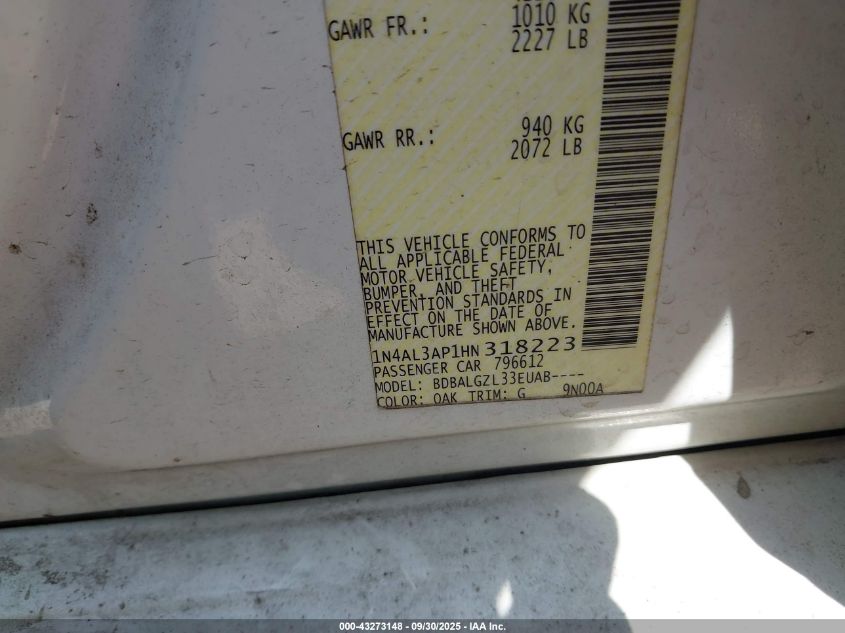 GAWR FR.: 1010 KG
2227 LB
GAWR RR.: 940 KG
2072 LB
THIS VEHICLE CONFORMS TO
ALL APPLICABLE FEDERAL
MOTOR VEHICLE SAFETY,
BUMPER, AND THEFT
PREVENTION STANDARDS IN
EFFECT ON THE DATE OF
MANUFACTURE SHOWN ABOVE.
1N4AL3AP1HN318223
PASSENGER CAR 796612
MODEL: BDBALGZL33EUAB----
COLOR: QAK TRIM: G 9N00A
000-43273148 - 09/30/2025 - IAA Inc.